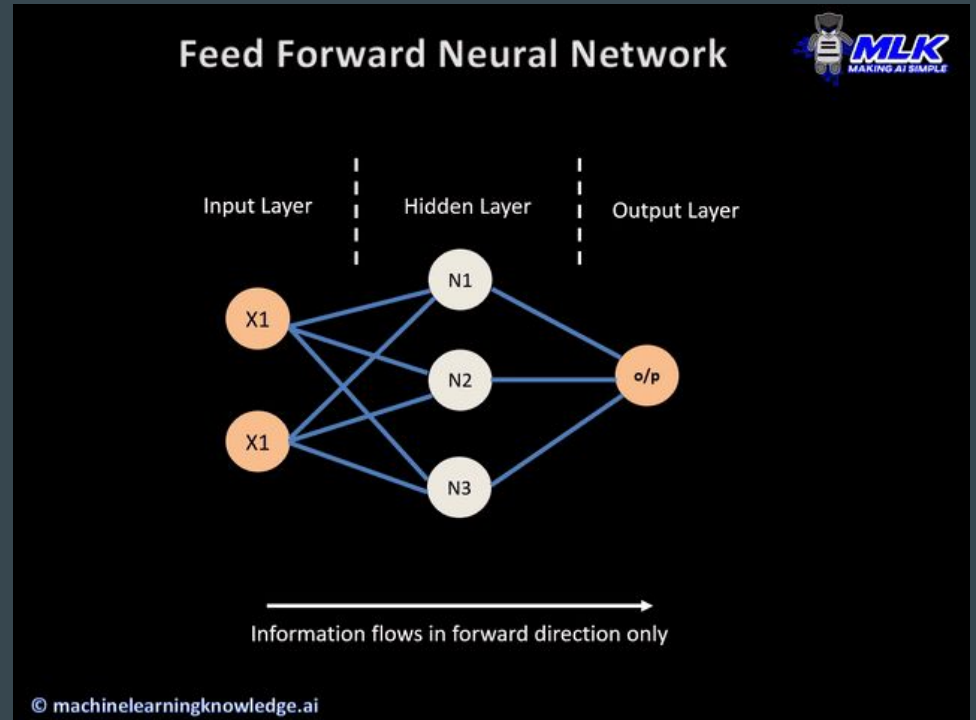 Feed Forward Neural Network
MLK
MAKING AI SIMPLE
Input Layer
Hidden Layer
Output Layer
N1
X1
N2
o/p
X1
N3
Information flows in forward direction only
© machinelearningknowledge.ai